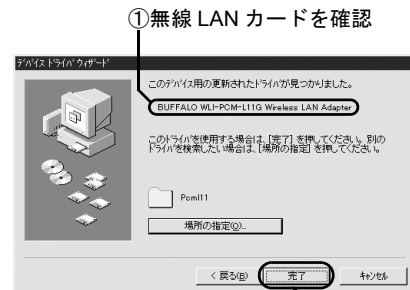 ①無線 LAN カードを確認
デバイス ドライバ ウィザード
このデバイス用の更新されたドライバが見つかりました。
BUFFALO WLI-PCM-L11G Wireless LAN Adapter
このドライバを使用する場合は、[完了] を押してください。別の
ドライバを検索したい場合は、[場所の指定] を押してください。
Pcml11
場所の指定(O)...
< 戻る(B)
完了
キャンセル